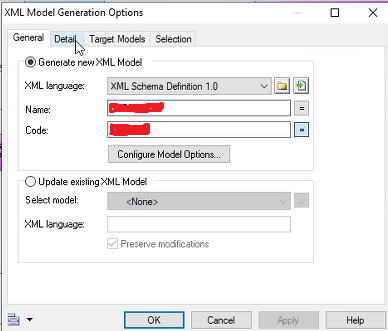 XML Model Generation Options
General Detail Target Models Selection
Generate new XML Model
XML language: XML Schema Definition 1.0
Name: =
Code: =
Configure Model Options...
Update existing XML Model
Select model: <None> ...
XML language:
Preserve modifications
OK Cancel Apply Help